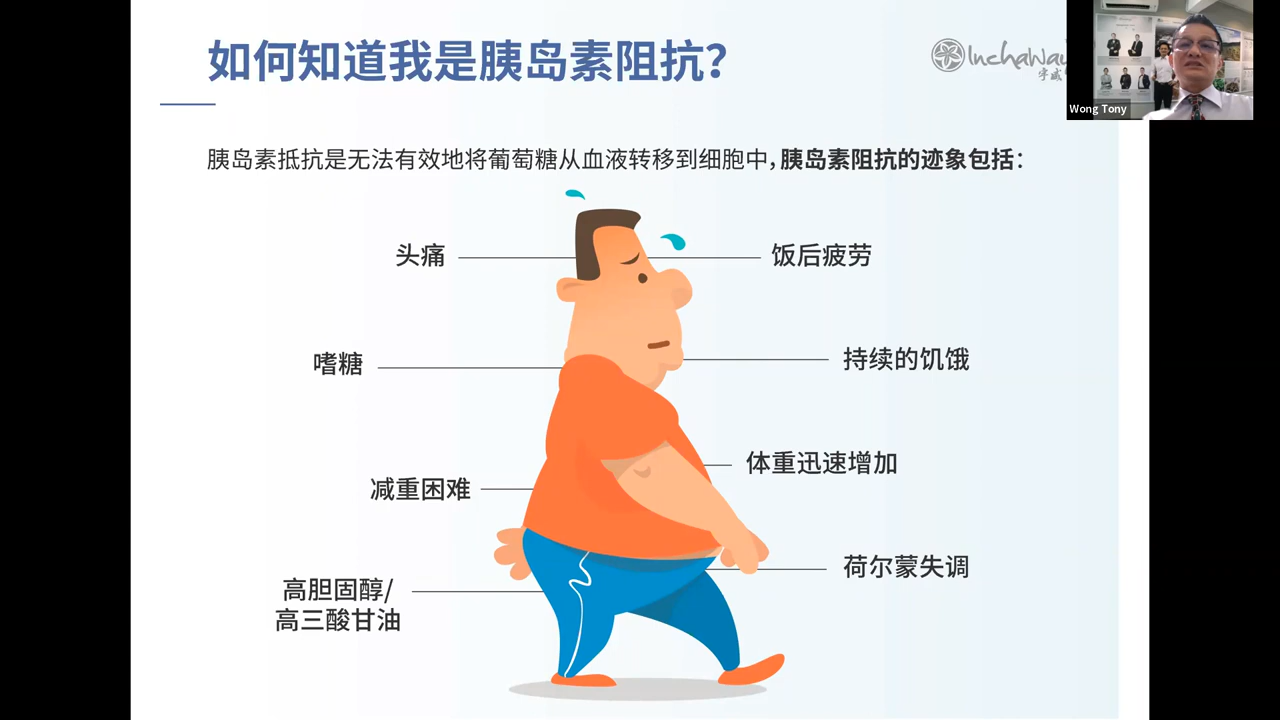 如何知道我是胰岛素阻抗?
InchaWay
宇威
Wong Tony
胰岛素抵抗是无法有效地将葡萄糖从血液转移到细胞中,胰岛素阻抗的迹象包括:
头痛
饭后疲劳
嗜糖
持续的饥饿
体重迅速增加
减重困难
荷尔蒙失调
高胆固醇/
高三酸甘油